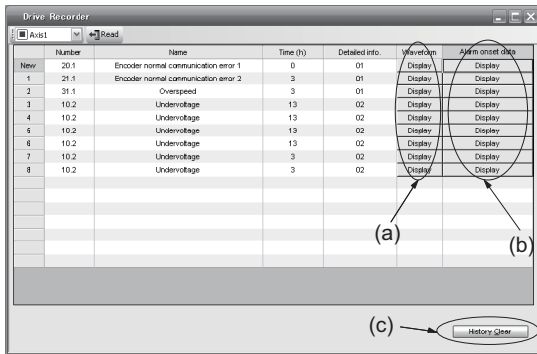 Drive Recorder
Axis1 Read
Number Name Time (h) Detailed info. Waveform Alarm onset data
New 20.1 Encoder normal communication error 1 0 01 Display Display
1 21.1 Encoder normal communication error 2 3 01 Display Display
2 31.1 Overspeed 3 01 Display Display
3 10.2 Undervoltage 13 02 Display Display
4 10.2 Undervoltage 13 02 Display Display
5 10.2 Undervoltage 13 02 Display Display
6 10.2 Undervoltage 13 02 Display Display
7 10.2 Undervoltage 3 02 Display Display
8 10.2 Undervoltage 3 02 Display Display
(a)
(b)
(c) History Clear